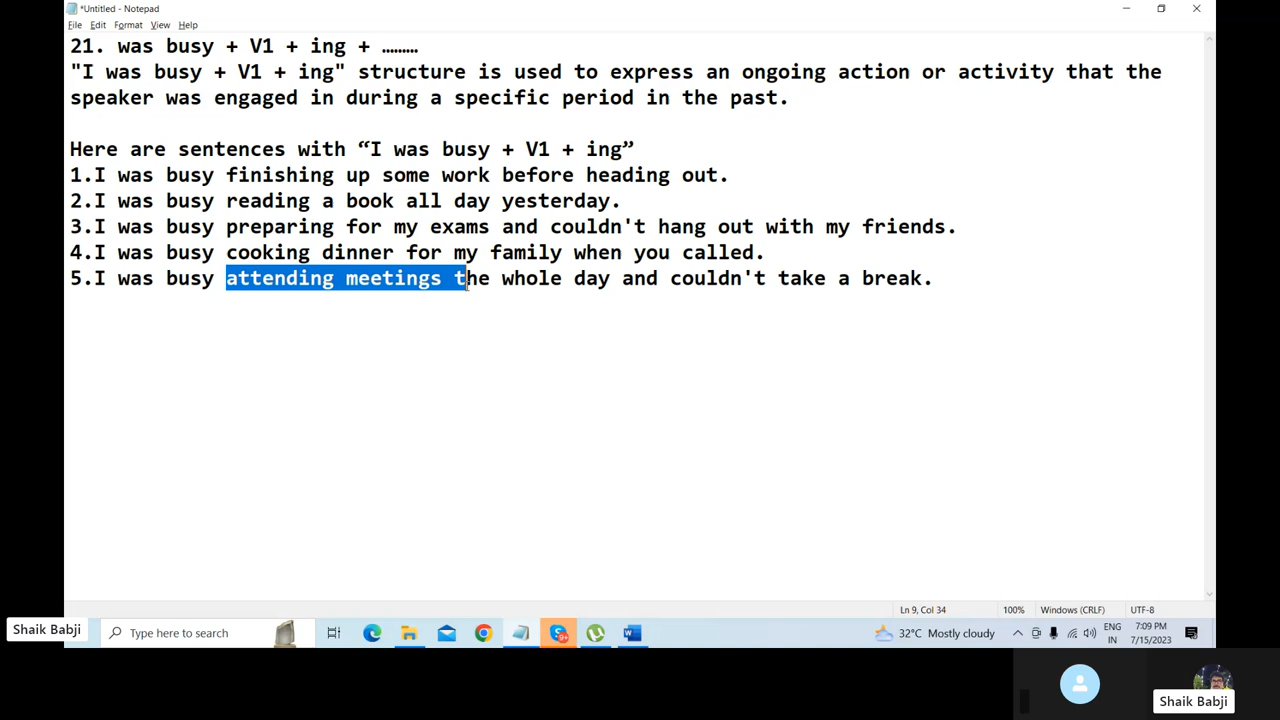 *Untitled - Notepad
File Edit Format View Help
21. was busy + V1 + ing + ………
"I was busy + V1 + ing" structure is used to express an ongoing action or activity that the
speaker was engaged in during a specific period in the past.
Here are sentences with “I was busy + V1 + ing”
1.I was busy finishing up some work before heading out.
2.I was busy reading a book all day yesterday.
3.I was busy preparing for my exams and couldn't hang out with my friends.
4.I was busy cooking dinner for my family when you called.
5.I was busy attending meetings the whole day and couldn't take a break.
Ln 9, Col 34 100% Windows (CRLF) UTF-8
Shaik Babji
Type here to search
9+
32°C Mostly cloudy
ENG
IN
7:09 PM
7/15/2023
Shaik Babji